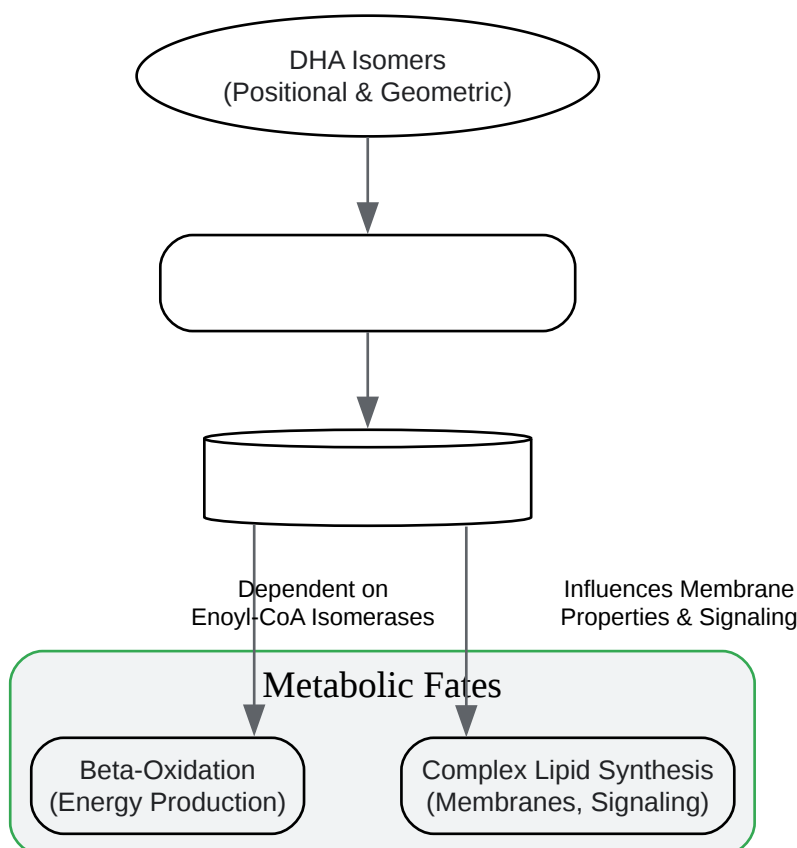 DHA Isomers
(Positional & Geometric)
Dependent on
Enoyl-CoA Isomerases
Influences Membrane
Properties & Signaling
Metabolic Fates
Beta-Oxidation
(Energy Production)
Complex Lipid Synthesis
(Membranes, Signaling)